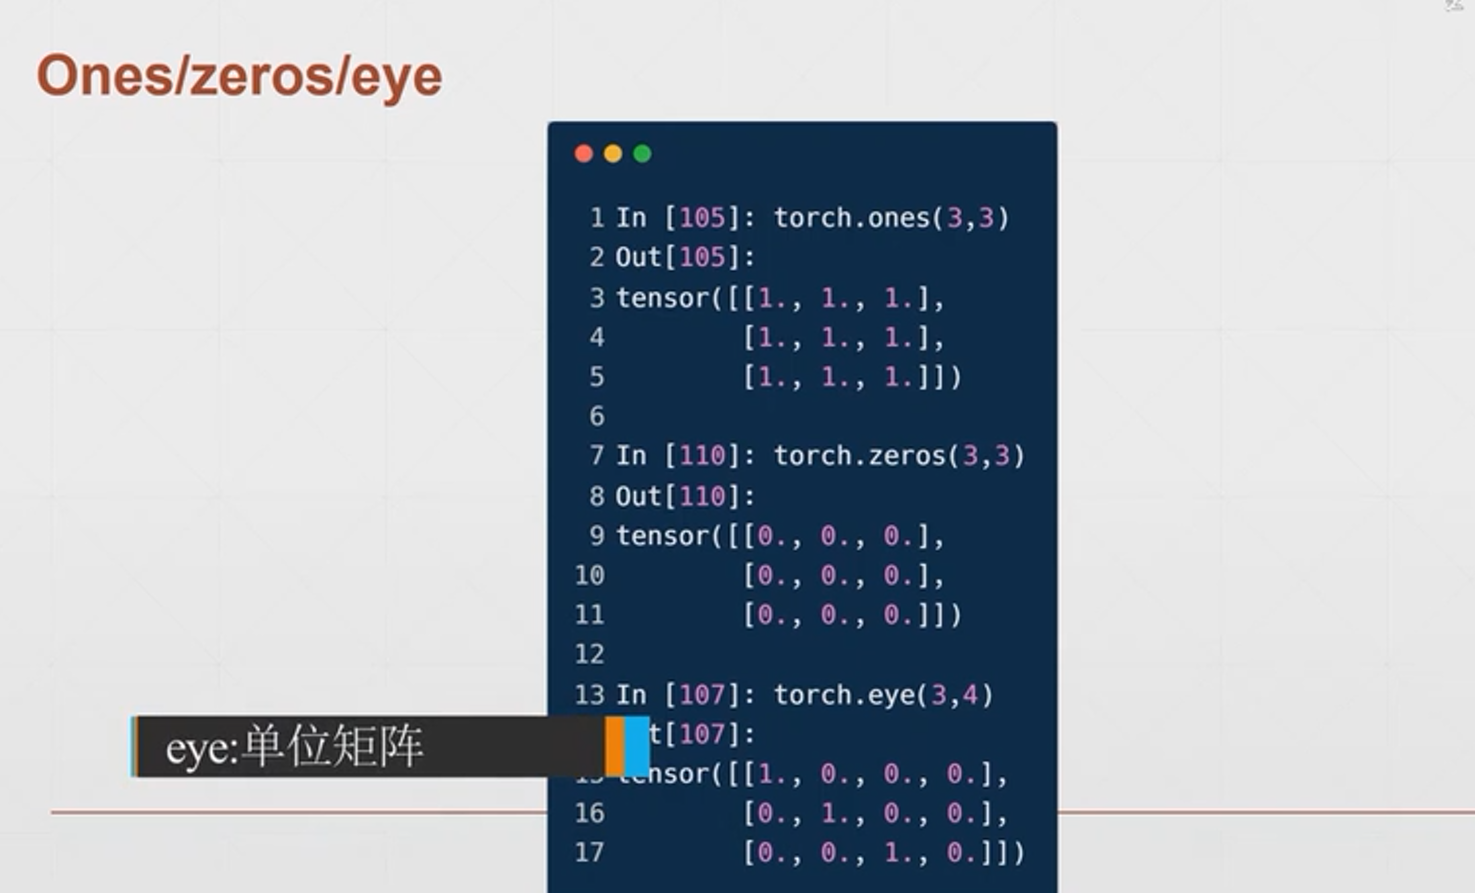 Ones/zeros/eye
1 In [105]: torch.ones(3,3)
2 Out[105]:
3 tensor([[1., 1., 1.],
4 [1., 1., 1.],
5 [1., 1., 1.]])
6
7 In [110]: torch.zeros(3,3)
8 Out[110]:
9 tensor([[0., 0., 0.],
10 [0., 0., 0.],
11 [0., 0., 0.]])
12
13 In [107]: torch.eye(3,4)
t[107]:
eye:单位矩阵
15 tensor([[1., 0., 0., 0.],
16 [0., 1., 0., 0.],
17 [0., 0., 1., 0.]])